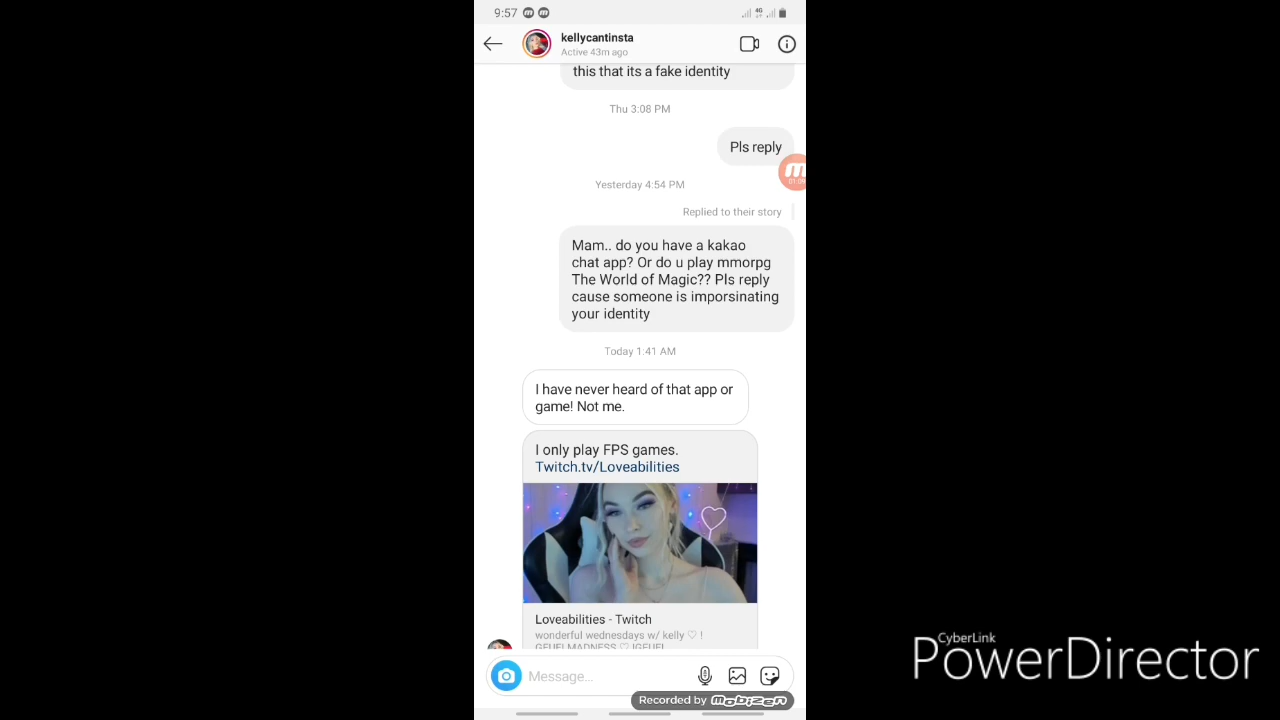 9:57
4G
kellycantinsta
Active 43m ago
this that its a fake identity
Thu 3:08 PM
Pls reply
Yesterday 4:54 PM
Replied to their story
Mam.. do you have a kakao
chat app? Or do u play mmorpg
The World of Magic?? Pls reply
cause someone is imporsinating
your identity
Today 1:41 AM
I have never heard of that app or
game! Not me.
I only play FPS games.
Twitch.tv/Loveabilities
Loveabilities - Twitch
wonderful wednesdays w/ kelly ♡ !
Message...
Recorded by mobizen
CyberLink
PowerDirector